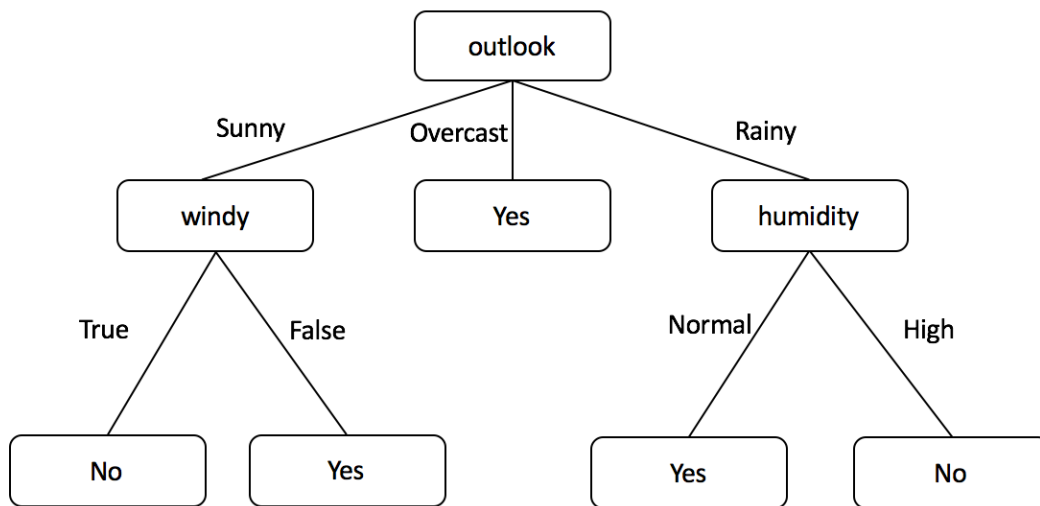 outlook
Sunny
Overcast
Rainy
windy
Yes
humidity
True
False
Normal
High
No
Yes
Yes
No